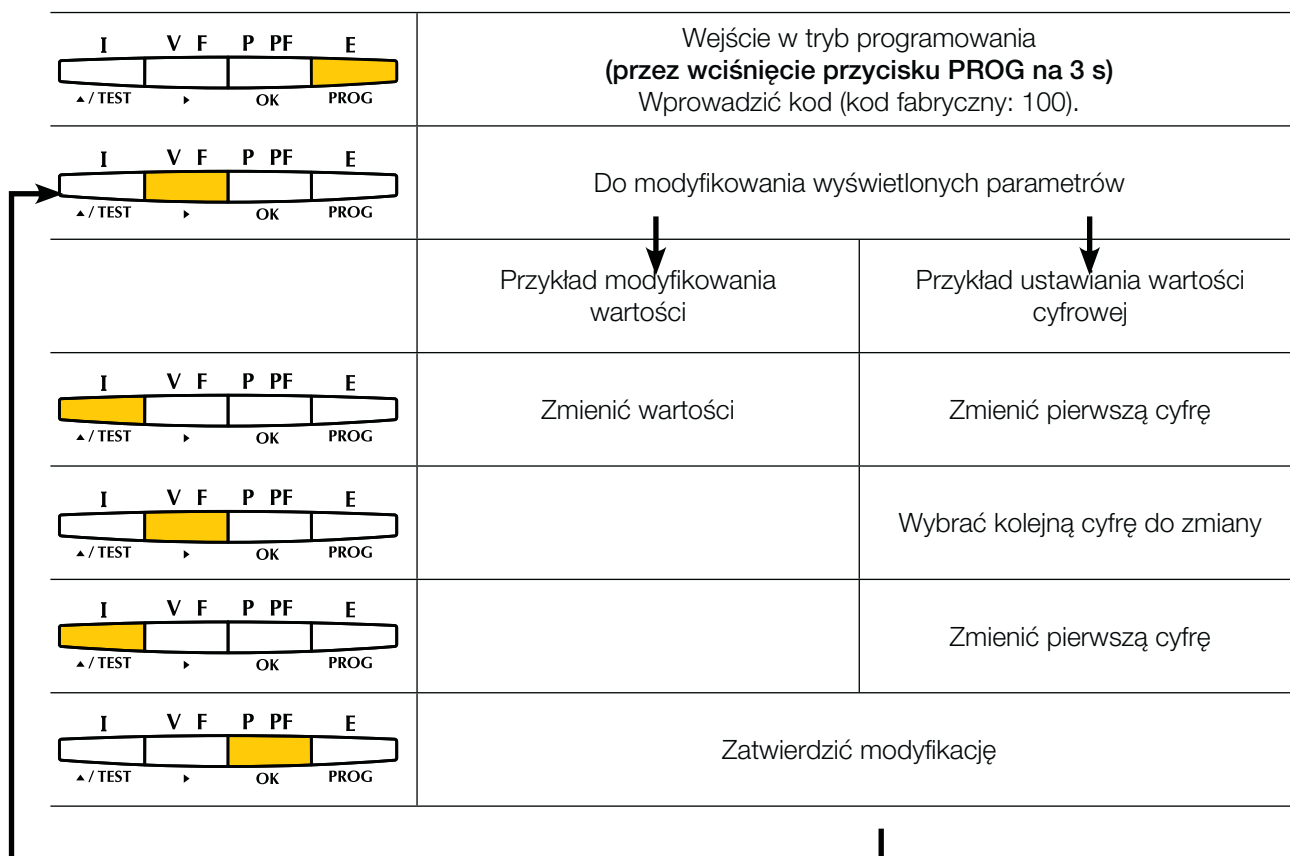 I V F P PF E
▲ / TEST ▸ OK PROG
Wejście w tryb programowania
(przez wciśnięcie przycisku PROG na 3 s)
Wprowadzić kod (kod fabryczny: 100).
I V F P PF E
▲ / TEST ▸ OK PROG
Do modyfikowania wyświetlonych parametrów
Przykład modyfikowania
wartości
Przykład ustawiania wartości
cyfrowej
I V F P PF E
▲ / TEST ▸ OK PROG
Zmienić wartości
Zmienić pierwszą cyfrę
I V F P PF E
▲ / TEST ▸ OK PROG
Wybrać kolejną cyfrę do zmiany
I V F P PF E
▲ / TEST ▸ OK PROG
Zmienić pierwszą cyfrę
I V F P PF E
▲ / TEST ▸ OK PROG
Zatwierdzić modyfikację